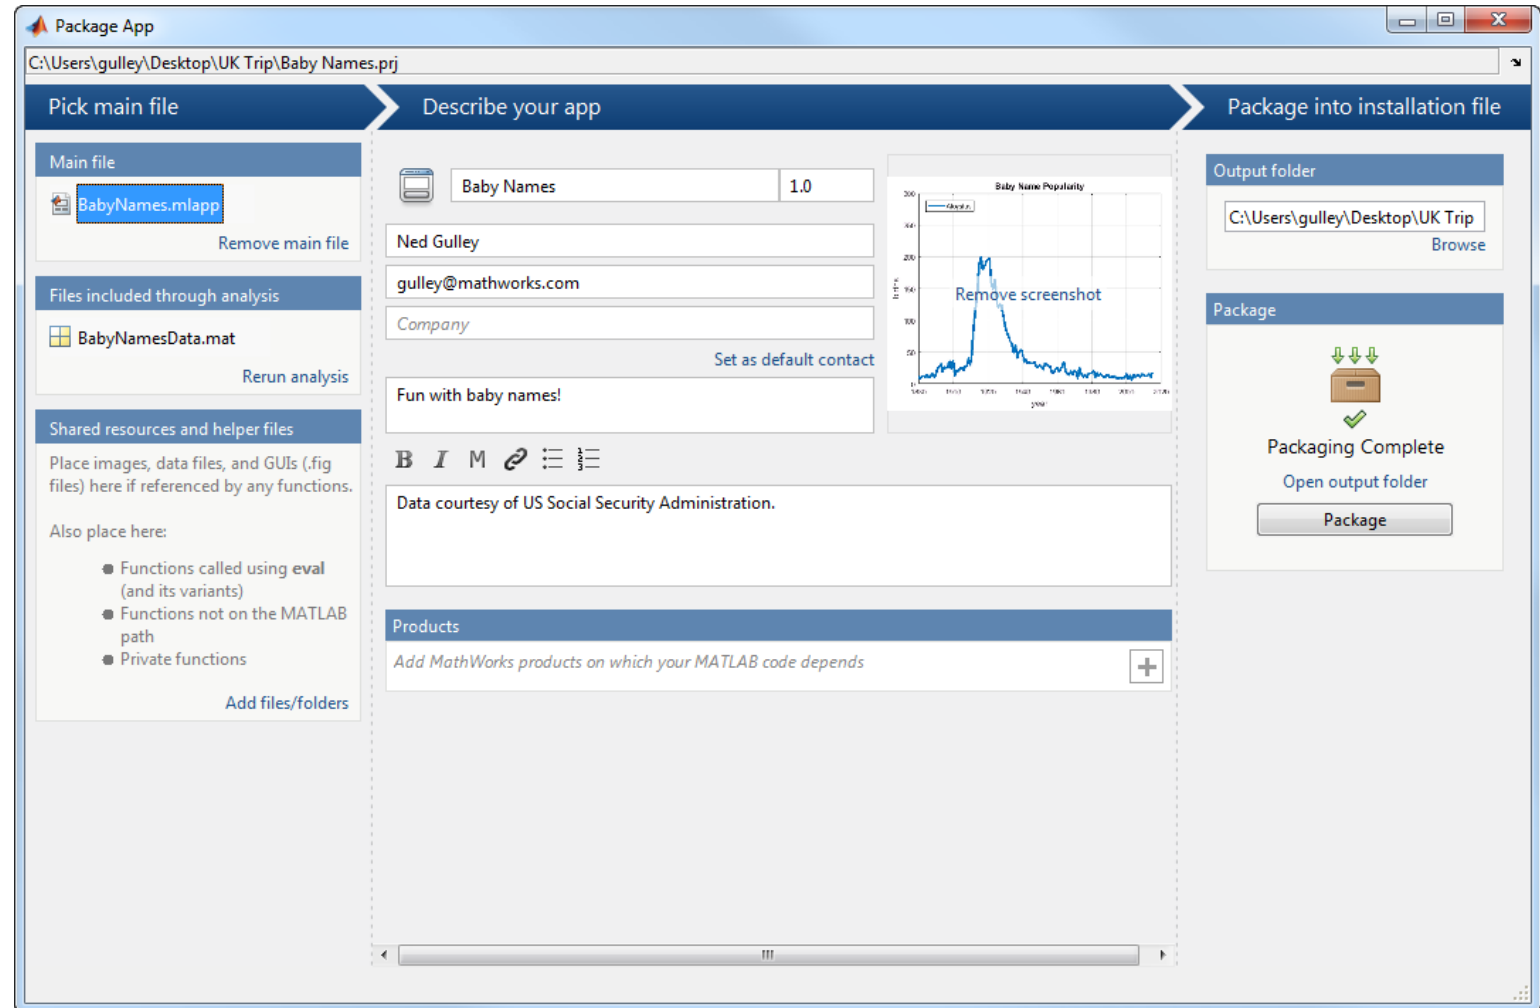 Package App
C:\Users\gulley\Desktop\UK Trip\Baby Names.prj
Pick main file
Describe your app
Package into installation file
Main file
BabyNames.mlapp
Remove main file
Files included through analysis
BabyNamesData.mat
Rerun analysis
Shared resources and helper files
Place images, data files, and GUIs (.fig
files) here if referenced by any functions.
Also place here:
Functions called using eval
(and its variants)
Functions not on the MATLAB
path
Private functions
Add files/folders
Baby Names
1.0
Ned Gulley
gulley@mathworks.com
Company
Set as default contact
Fun with baby names!
Baby Name Popularity
200
150
100
50
0
Remove screenshot
year
B I M
Data courtesy of US Social Security Administration.
Products
Add MathWorks products on which your MATLAB code depends
Output folder
C:\Users\gulley\Desktop\UK Trip
Browse
Package
Packaging Complete
Open output folder
Package